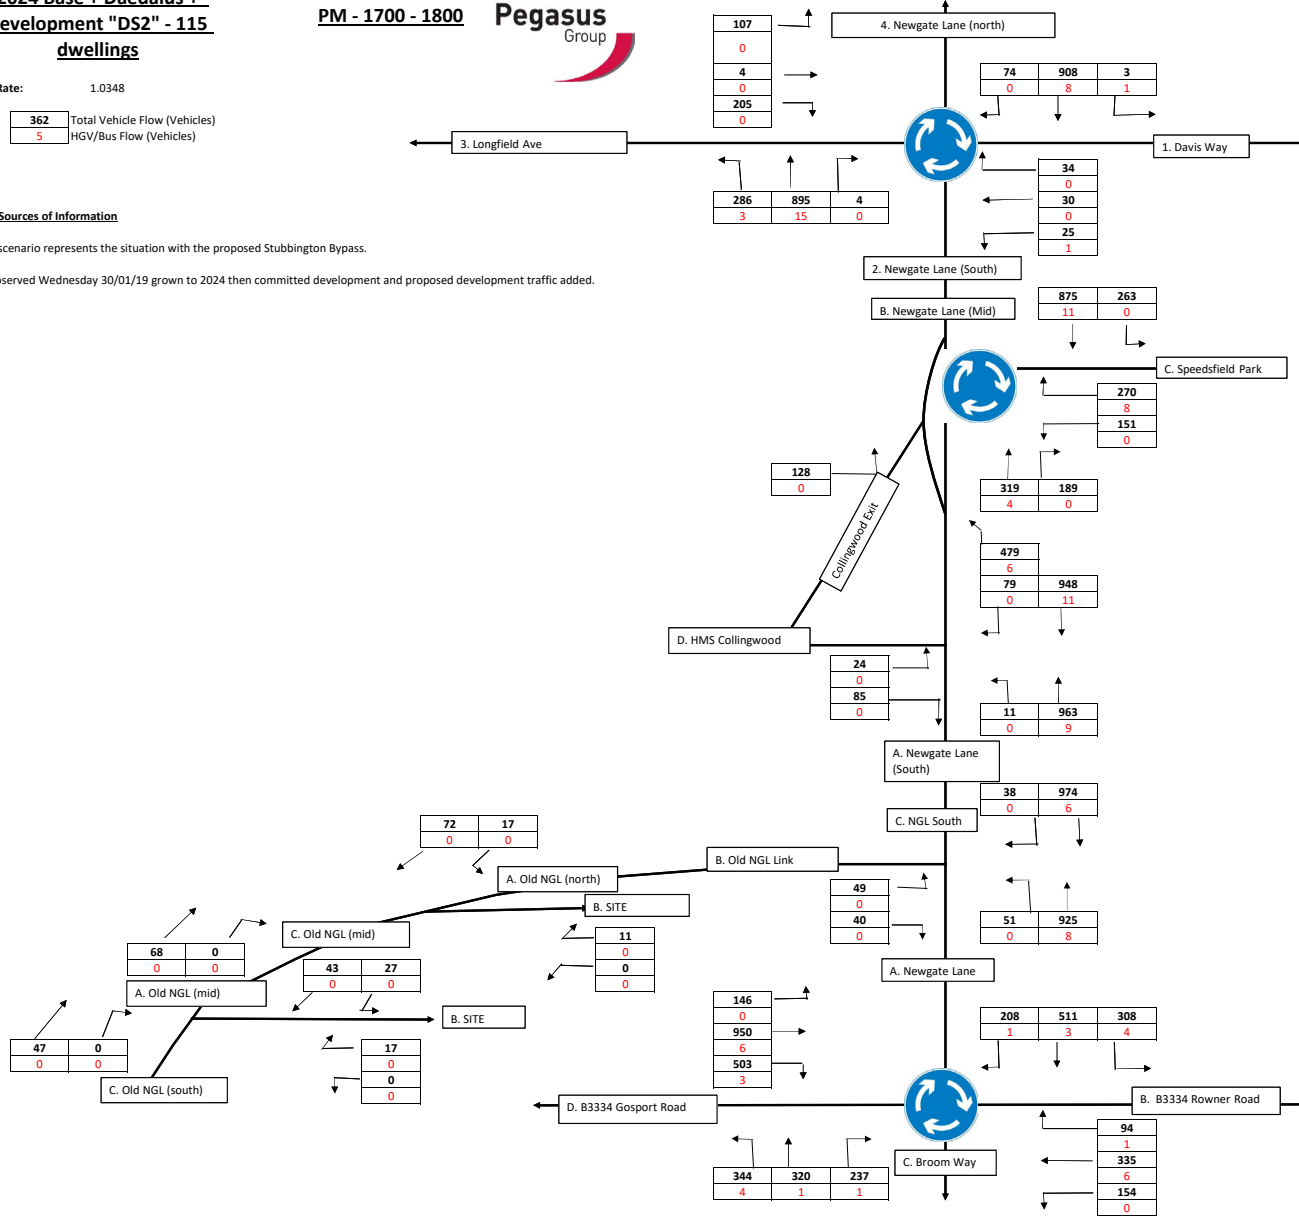 2024 Base + Daedalus +
evelopment "DS2" - 115
dwellings
PM - 1700 - 1800
Pegasus
Group
Rate: 1.0348
362 Total Vehicle Flow (Vehicles)
5 HGV/Bus Flow (Vehicles)
Sources of Information
scenario represents the situation with the proposed Stubbington Bypass.
served Wednesday 30/01/19 grown to 2024 then committed development and proposed development traffic added.
107
0
4
0
205
0
4. Newgate Lane (north)
74 908 3
0 8 1
3. Longfield Ave
1. Davis Way
286 895 4
3 15 0
34
0
30
0
25
1
2. Newgate Lane (South)
B. Newgate Lane (Mid)
875 263
11 0
C. Speedsfield Park
270
8
151
0
128
0
319 189
4 0
Collingwood Exit
479
6
79 948
0 11
D. HMS Collingwood
24
0
85
0
11 963
0 9
A. Newgate Lane
(South)
38 974
0 6
C. NGL South
72 17
0 0
B. Old NGL Link
A. Old NGL (north)
49
0
40
0
51 925
0 8
B. SITE
C. Old NGL (mid)
11
0
0
0
68 0
0 0
43 27
0 0
A. Newgate Lane
A. Old NGL (mid)
B. SITE
146
0
950
6
503
3
208 511 308
1 3 4
47 0
0 0
17
0
0
0
C. Old NGL (south)
D. B3334 Gosport Road
B. B3334 Rowner Road
94
1
335
6
154
0
C. Broom Way
344 320 237
4 1 1